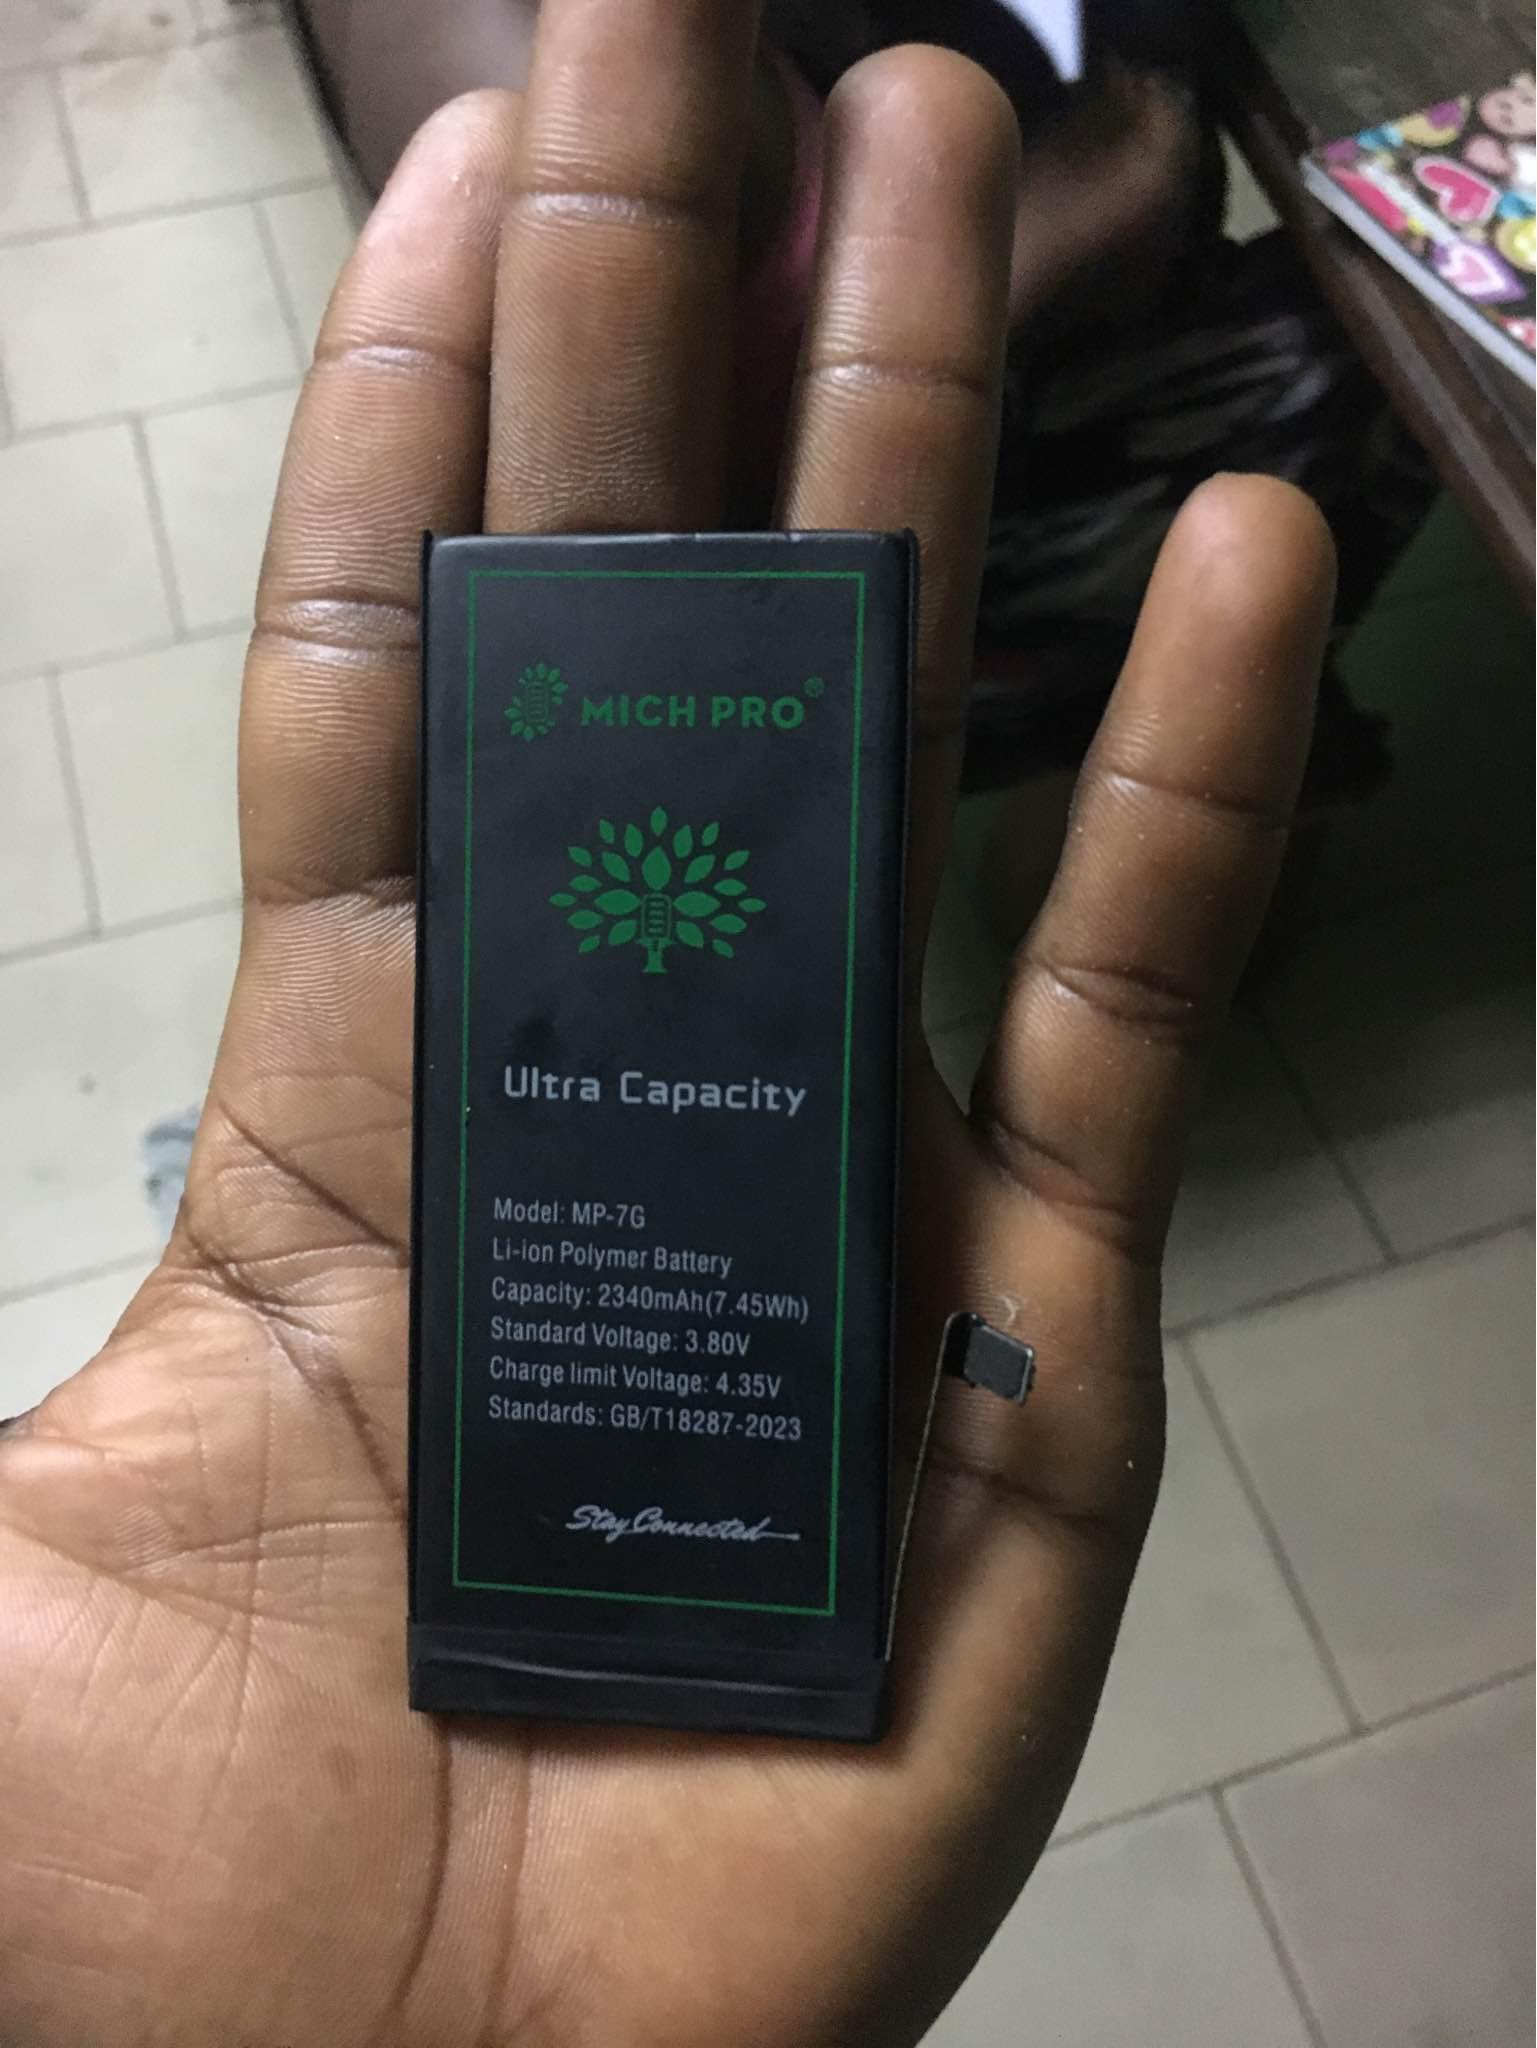 MICH PRO®
Ultra Capacity
Model: MP-7G
Li-ion Polymer Battery
Capacity: 2340mAh(7.45Wh)
Standard Voltage: 3.80V
Charge limit Voltage: 4.35V
Standards: GB/T18287-2023
Stay Connected